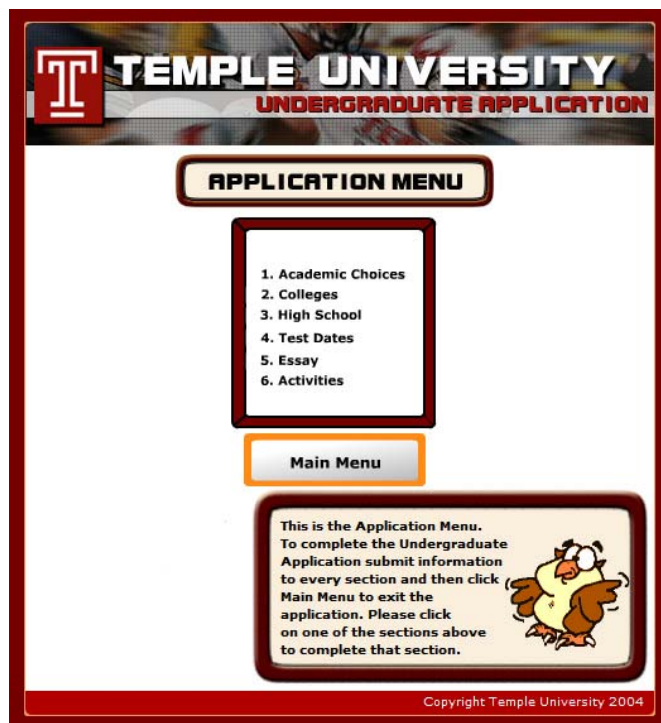 T TEMPLE UNIVERSITY
UNDERGRADUATE APPLICATION
APPLICATION MENU
1. Academic Choices
2. Colleges
3. High School
4. Test Dates
5. Essay
6. Activities
Main Menu
This is the Application Menu.
To complete the Undergraduate
Application submit information
to every section and then click
Main Menu to exit the
application. Please click
on one of the sections above
to complete that section.
Copyright Temple University 2004